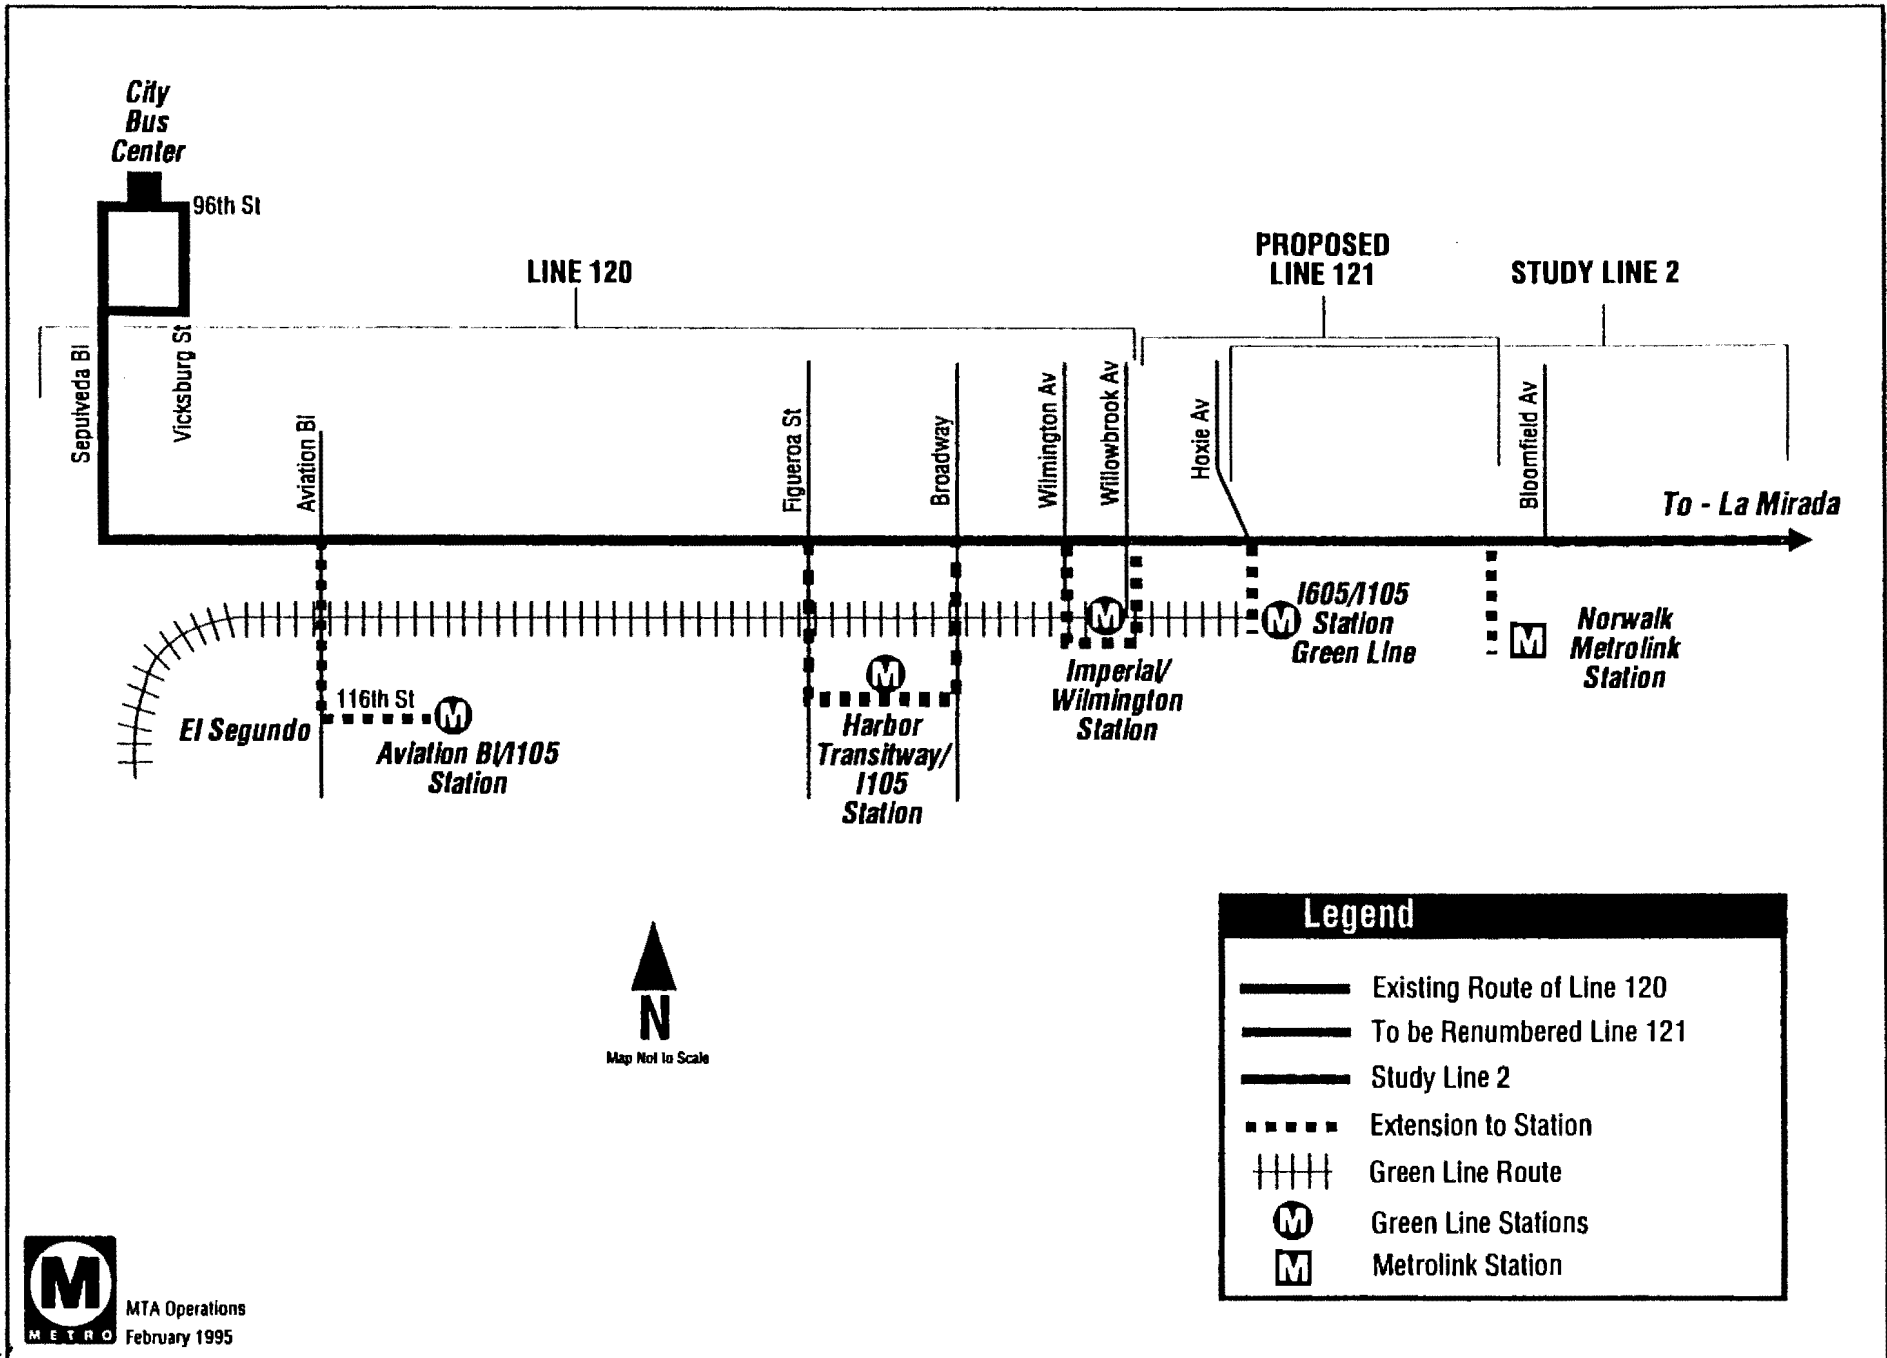 City
Bus
Center
96th St
LINE 120
PROPOSED
LINE 121
STUDY LINE 2
Sepulveda Bl
Vicksburg St
Aviation Bl
Figueroa St
Broadway
Wilmington Av
Willowbrook Av
Hoxie Av
Bloomfield Av
To - La Mirada
116th St
El Segundo
M
Aviation Bl/I105
Station
M
Harbor
Transitway/
I105
Station
M
Imperial/
Wilmington
Station
M
I605/I105
Station
Green Line
M
Norwalk
Metrolink
Station
N
Map Not to Scale
Legend
Existing Route of Line 120
To be Renumbered Line 121
Study Line 2
Extension to Station
Green Line Route
M Green Line Stations
M Metrolink Station
M
METRO
MTA Operations
February 1995